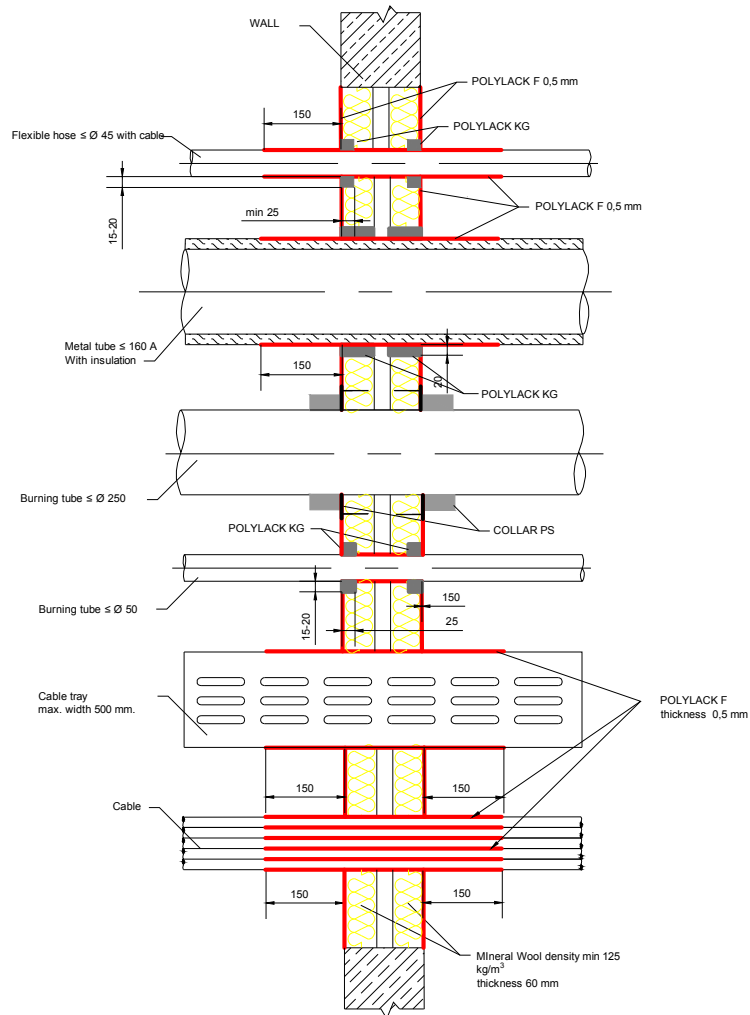 WALL
POLYLACK F 0,5 mm
150
POLYLACK KG
Flexible hose ≤ Ø 45 with cable
min 25
15-20
POLYLACK F 0,5 mm
Metal tube ≤ 160 A
With insulation
150
20
POLYLACK KG
Burning tube ≤ Ø 250
POLYLACK KG
COLLAR PS
Burning tube ≤ Ø 50
15-20
150
25
Cable tray
max. width 500 mm.
POLYLACK F
thickness 0,5 mm
150
150
Cable
150
150
MIneral Wool density min 125
kg/m³
thickness 60 mm